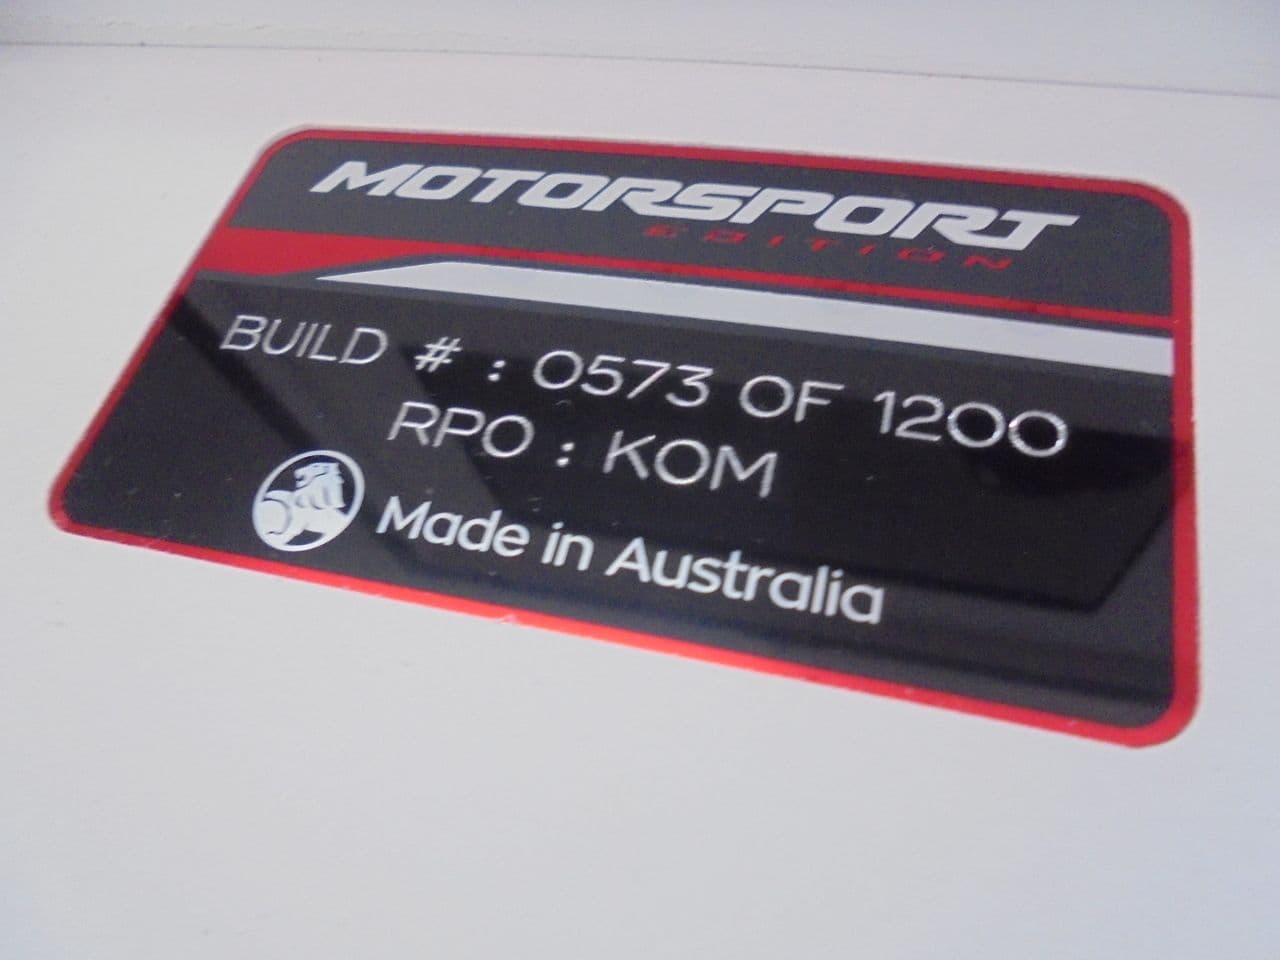 MOTORSPORT
EDITION
BUILD # : 0573 OF 1200
RPO : KOM
Made in Australia